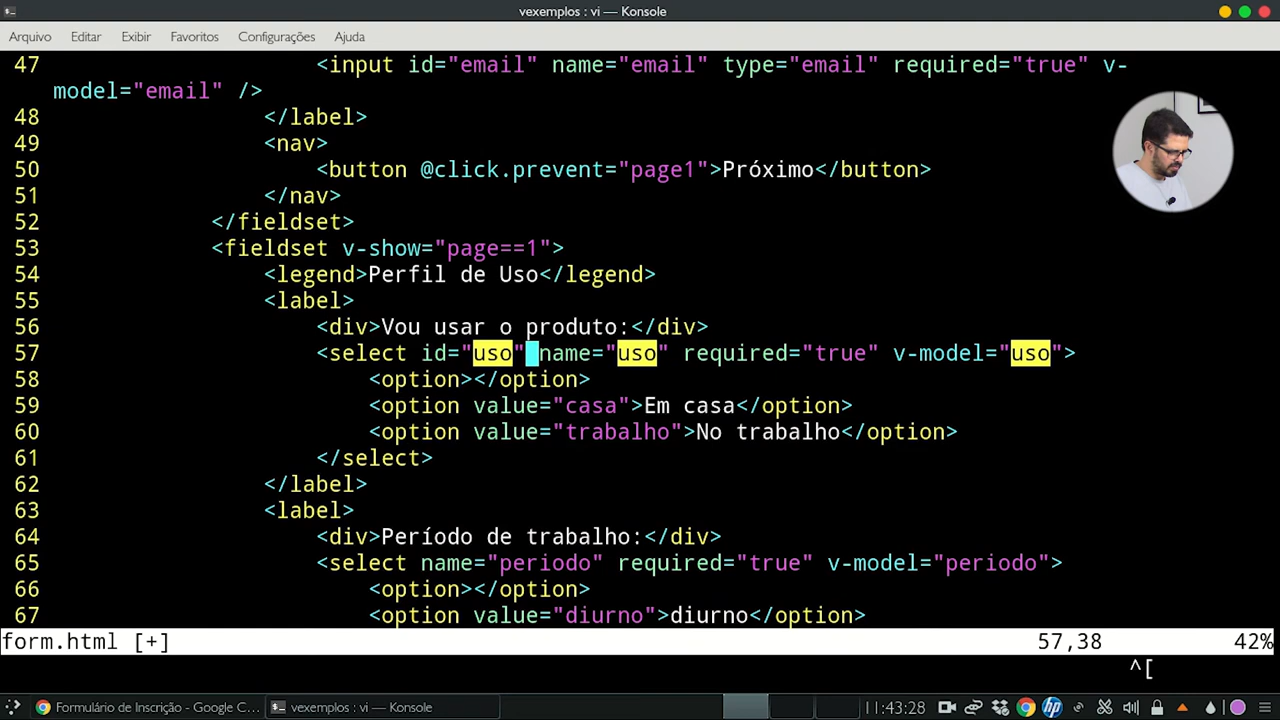 vexemplos : vi — Konsole
Arquivo Editar Exibir Favoritos Configurações Ajuda
47 <input id="email" name="email" type="email" required="true" v-
model="email" />
48 </label>
49 <nav>
50 <button @click.prevent="page1">Próximo</button>
51 </nav>
52 </fieldset>
53 <fieldset v-show="page==1">
54 <legend>Perfil de Uso</legend>
55 <label>
56 <div>Vou usar o produto:</div>
57 <select id="uso" name="uso" required="true" v-model="uso">
58 <option></option>
59 <option value="casa">Em casa</option>
60 <option value="trabalho">No trabalho</option>
61 </select>
62 </label>
63 <label>
64 <div>Período de trabalho:</div>
65 <select name="periodo" required="true" v-model="periodo">
66 <option></option>
67 <option value="diurno">diurno</option>
form.html [+] 57,38 42%
^[
Formulário de Inscrição - Google C... vexemplos : vi — Konsole 11:43:28